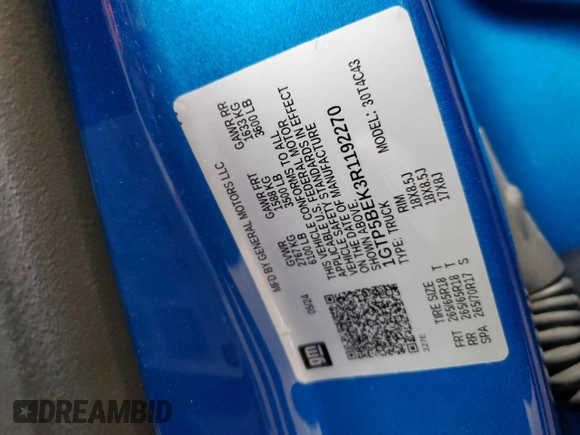 MFD BY GENERAL MOTORS LLC
05/24
GVWR GAWR FRT GAWR RR
2767 KG 1588 KG 1633 KG
6100 LB 3500 LB 3600 LB
THIS VEHICLE CONFORMS TO ALL
APPLICABLE U.S. FEDERAL MOTOR
VEHICLE SAFETY STANDARDS IN EFFECT
ON THE DATE OF MANUFACTURE
SHOWN ABOVE.
1GTP5BEK3R1192270
TYPE: TRUCK MODEL: 30T4C43
gm
327E
TIRE SIZE RIM
FRT 265/65R18 T 18X8.5J
RR 265/65R18 T 18X8.5J
SPA 265/70R17 S 17X8J
DREAMBID